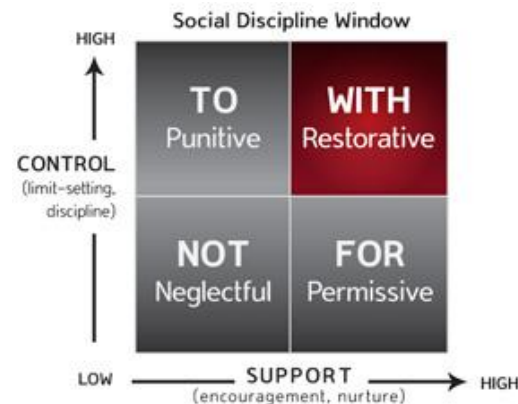 Social Discipline Window
HIGH
TO
Punitive
WITH
Restorative
CONTROL
(limit-setting,
discipline)
NOT
Neglectful
FOR
Permissive
LOW
SUPPORT
(encouragement, nurture)
HIGH